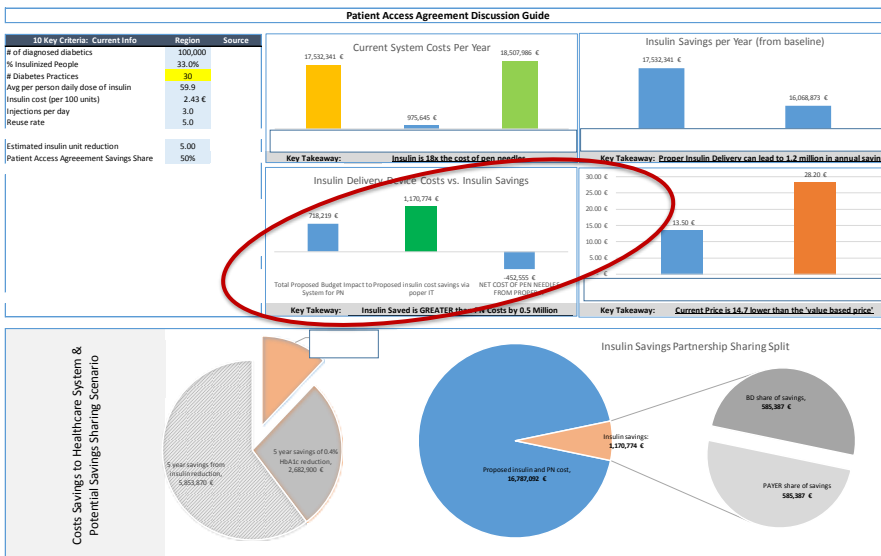 Patient Access Agreement Discussion Guide
10 Key Criteria: Current Info Region Source
# of diagnosed diabetics 100,000
% Insulinized People 33.0%
# Diabetes Practices 30
Avg per person daily dose of insulin 59.9
Insulin cost (per 100 units) 2.43 €
Injections per day 3.0
Reuse rate 5.0
Estimated insulin unit reduction 5.00
Patient Access Agreeement Savings Share 50%
Current System Costs Per Year
17,532,341 €
975,645 €
18,507,986 €
Key Takeaway: Insulin is 18x the cost of pen needles
Insulin Savings per Year (from baseline)
17,532,341 €
16,068,873 €
Key Takeaway: Proper Insulin Delivery can lead to 1.2 million in annual savin
Insulin Delivery Device Costs vs. Insulin Savings
718,219 €
1,170,774 €
-452,555 €
Total Proposed Budget Impact to
System for PN
Proposed insulin cost savings via
poper IT
NET COST OF PEN NEEDLES
FROM PROPER
Key Takeaway: Insulin Saved is GREATER than PN Costs by 0.5 Million
30.00 €
25.00 €
20.00 €
15.00 €
10.00 €
5.00 €
€
13.50 €
28.20 €
Key Takeaway: Current Price is 14.7 lower than the 'value based price'
Costs Savings to Healthcare System &
Potential Savings Sharing Scenario
5 year savings from
insulin reduction,
5,853,870 €
5 year savings of 0.4%
HbA1c reduction,
2,682,900 €
Insulin Savings Partnership Sharing Split
Proposed insulin and PN cost,
16,787,092 €
Insulin savings:
1,170,774 €
BD share of savings,
585,387 €
PAYER share of savings
585,387 €